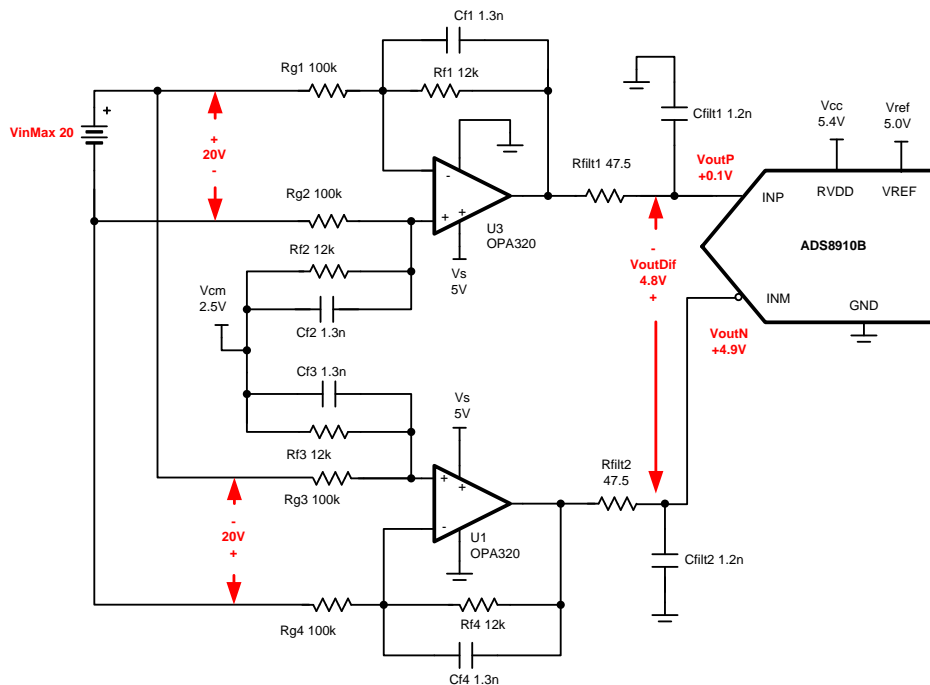 Cf1 1.3n
Rg1 100k
Rf1 12k
+
VinMax 20
+
20V
-
Cfilt1 1.2n
Vcc
5.4V
Vref
5.0V
Rfilt1 47.5
VoutP
+0.1V
-
+
+
INP
RVDD
VREF
Rg2 100k
U3
OPA320
ADS8910B
Rf2 12k
Vs
5V
-
VoutDif
4.8V
+
Vcm
2.5V
INM
GND
Cf2 1.3n
VoutN
+4.9V
Cf3 1.3n
Vs
5V
Rf3 12k
Rfilt2
47.5
Rg3 100k
+
+
-
-
20V
+
U1
OPA320
Cfilt2 1.2n
Rg4 100k
Rf4 12k
Cf4 1.3n